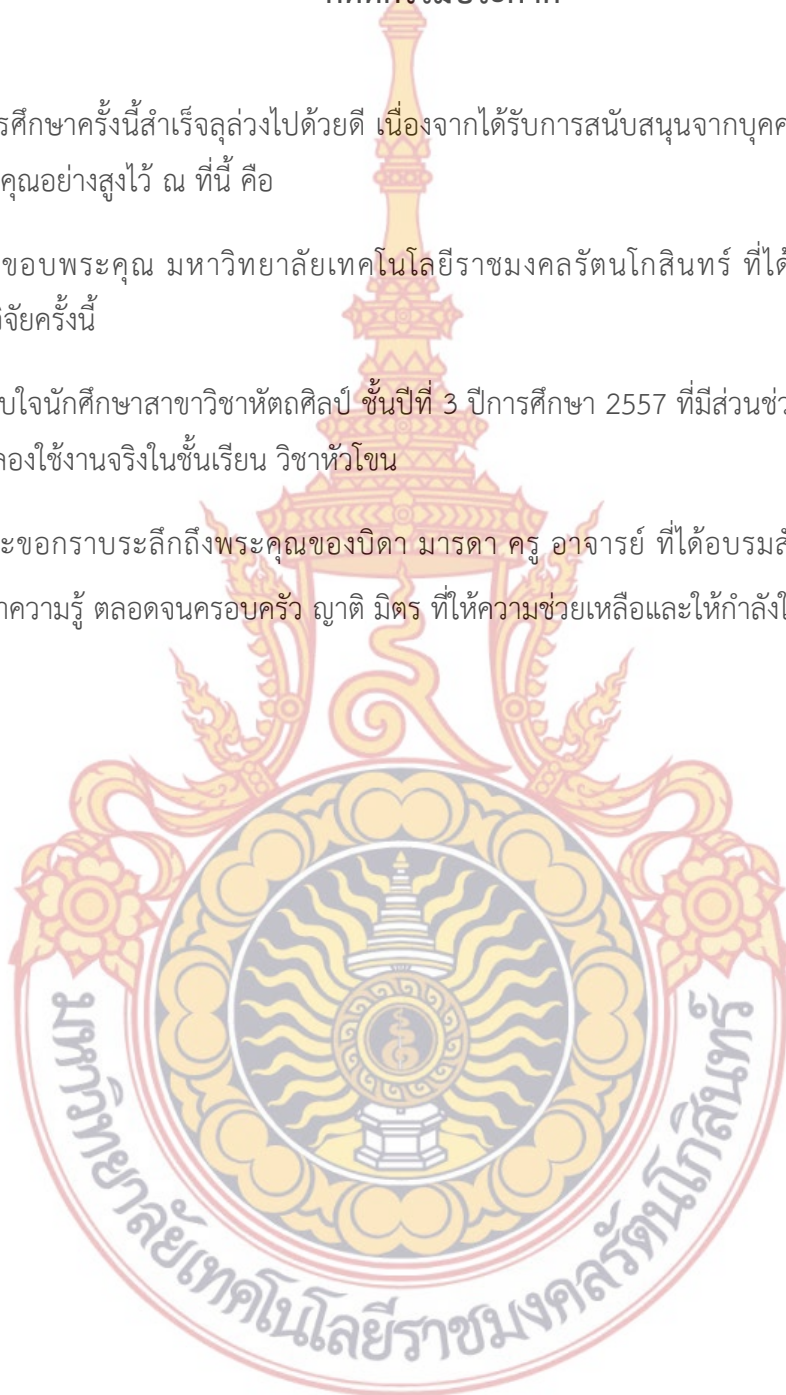 รศึกษาครั้งนี้สำเร็จลุล่วงไปด้วยดี เนื่องจากได้รับการสนับสนุนจากบุคค
คุณอย่างสูงไว้ ณ ที่นี้ คือ
ขอบพระคุณ มหาวิทยาลัยเทคโนโลยีราชมงคลรัตนโกสินทร์ ที่ได้
วิจัยครั้งนี้
บใจนักศึกษาสาขาวิชาหัตถศิลป์ ชั้นปีที่ 3 ปีการศึกษา 2557 ที่มีส่วนช่ว
ลองใช้งานจริงในชั้นเรียน วิชาหัวโขน
ะขอกราบระลึกถึงพระคุณของบิดา มารดา ครู อาจารย์ ที่ได้อบรมสั
าความรู้ ตลอดจนครอบครัว ญาติ มิตร ที่ให้ความช่วยเหลือและให้กำลังใ
มหาวิทยาลัยเทคโนโลยีราชมงคลรัตนโกสินทร์